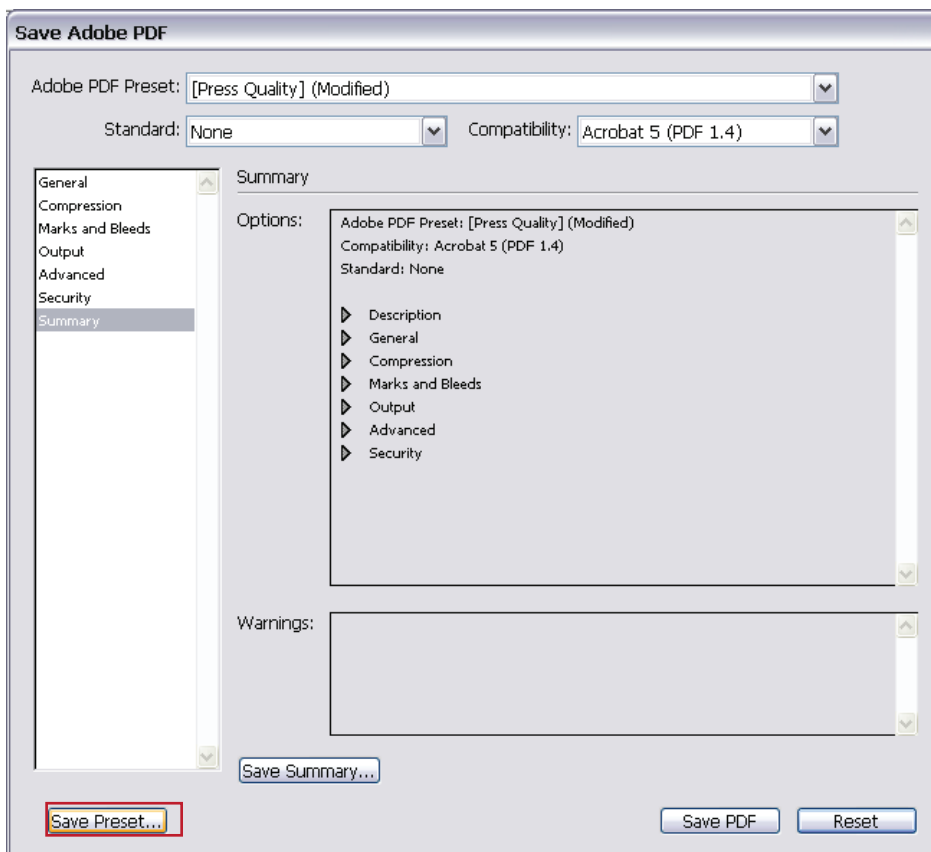 Save Adobe PDF
Adobe PDF Preset: [Press Quality] (Modified)
Standard: None Compatibility: Acrobat 5 (PDF 1.4)
General
Compression
Marks and Bleeds
Output
Advanced
Security
Summary
Summary
Options:
Adobe PDF Preset: [Press Quality] (Modified)
Compatibility: Acrobat 5 (PDF 1.4)
Standard: None
Description
General
Compression
Marks and Bleeds
Output
Advanced
Security
Warnings:
Save Summary...
Save Preset... Save PDF Reset